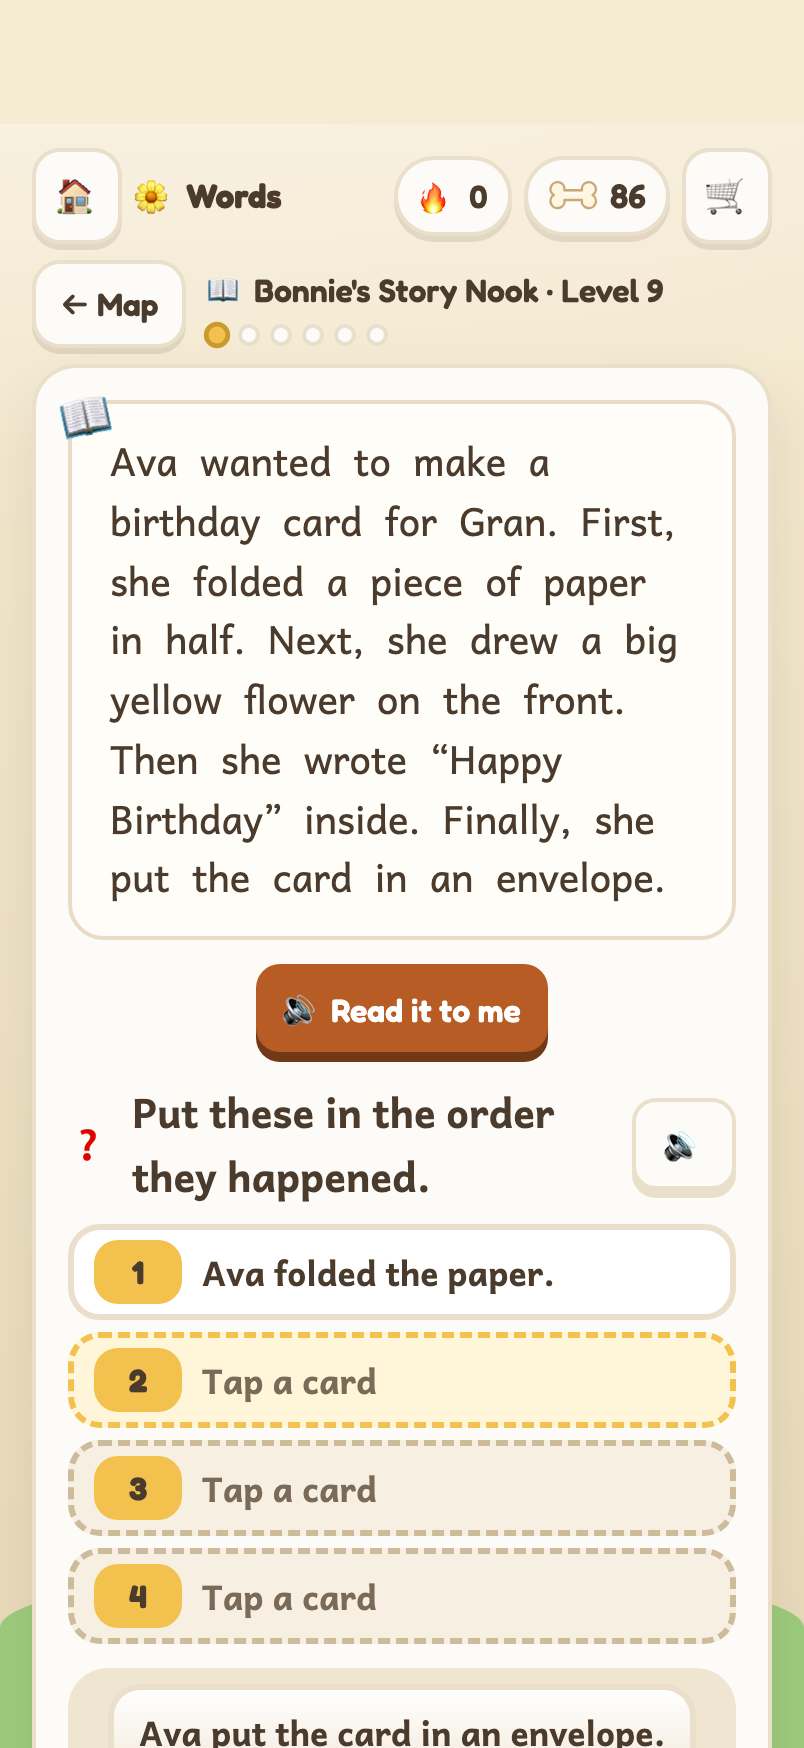 Words
0
86
← Map
Bonnie's Story Nook · Level 9
Ava wanted to make a
birthday card for Gran. First,
she folded a piece of paper
in half. Next, she drew a big
yellow flower on the front.
Then she wrote “Happy
Birthday” inside. Finally, she
put the card in an envelope.
Read it to me
? Put these in the order
they happened.
1 Ava folded the paper.
2 Tap a card
3 Tap a card
4 Tap a card
Ava put the card in an envelope.